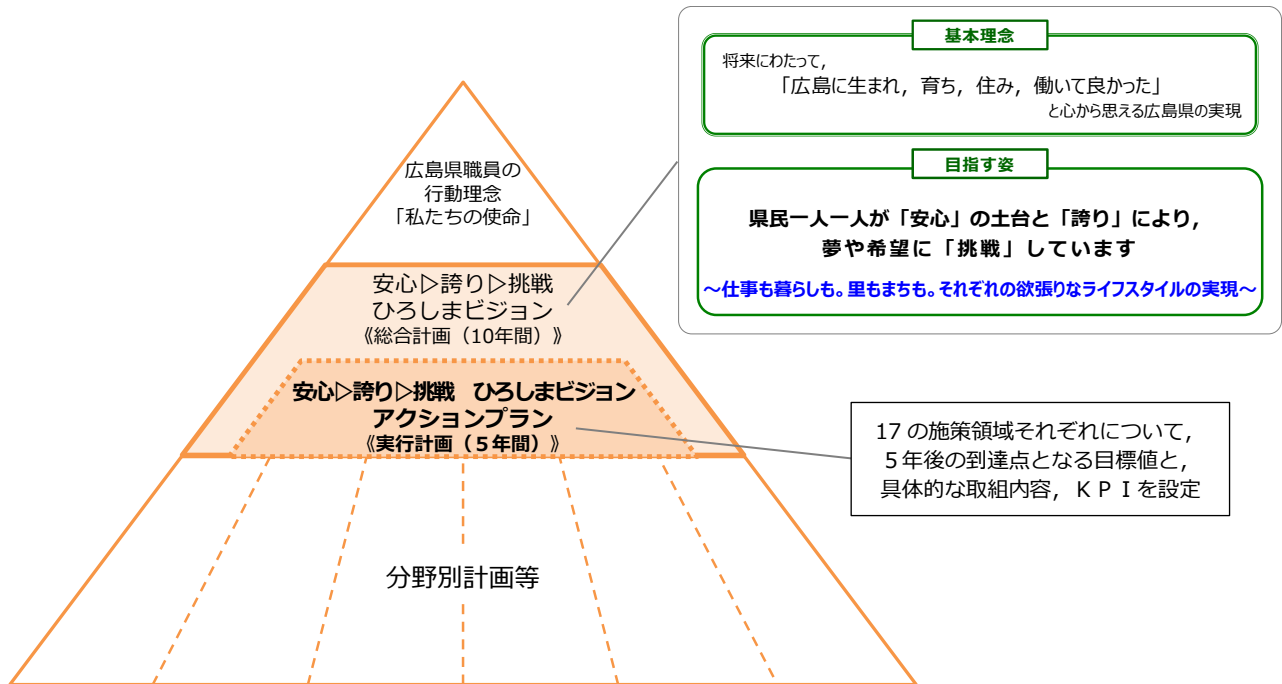 基本理念
将来にわたって,
「広島に生まれ, 育ち, 住み, 働いて良かった」
と心から思える広島県の実現
目指す姿
県民一人一人が「安心」の土台と「誇り」により,
夢や希望に「挑戦」しています
~仕事も暮らしも。里もまちも。それぞれの欲張りなライフスタイルの実現~
広島県職員の
行動理念
「私たちの使命」
安心▷誇り▷挑戦
ひろしまビジョン
《総合計画(10年間)》
安心▷誇り▷挑戦 ひろしまビジョン
アクションプラン
《実行計画(5年間)》
17の施策領域それぞれについて,
5年後の到達点となる目標値と,
具体的な取組内容, KPIを設定
分野別計画等